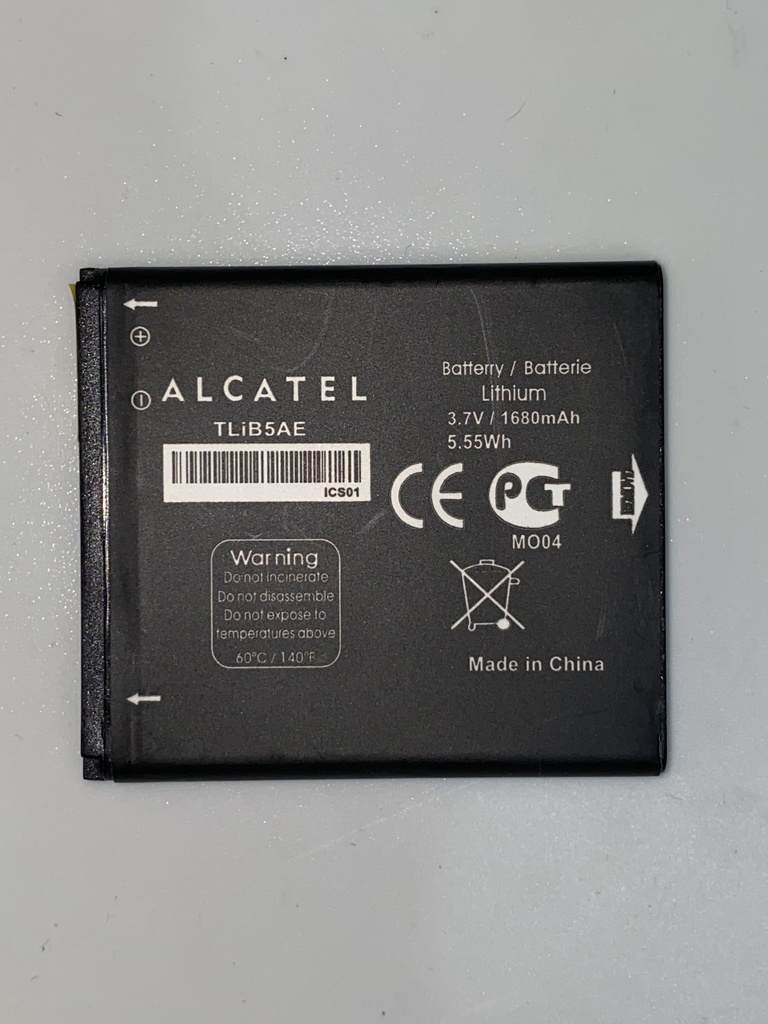 ALCATEL
TLiB5AE
ICS01
Warning
Do not incinerate
Do not disassemble
Do not expose to
temperatures above
60°C / 140°F
Batterry / Batterie
Lithium
3.7V / 1680mAh
5.55Wh
CE PCT
MO04
Made in China